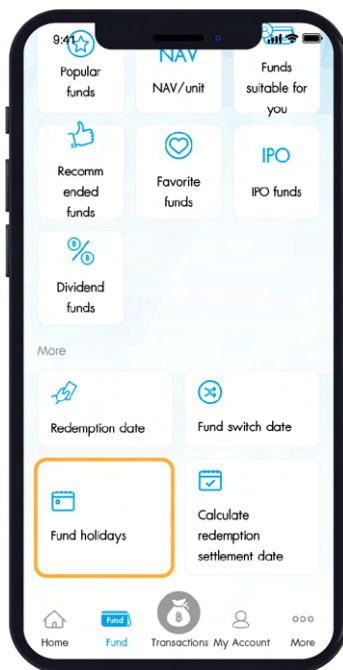 9:41
Popular
funds
NAV
NAV/unit
Funds
suitable for
you
Recomm
ended
funds
Favorite
funds
IPO
IPO funds
Dividend
funds
More
Redemption date
Fund switch date
Fund holidays
Calculate
redemption
settlement date
Home
Fund
Fund
฿
Transactions
My Account
More